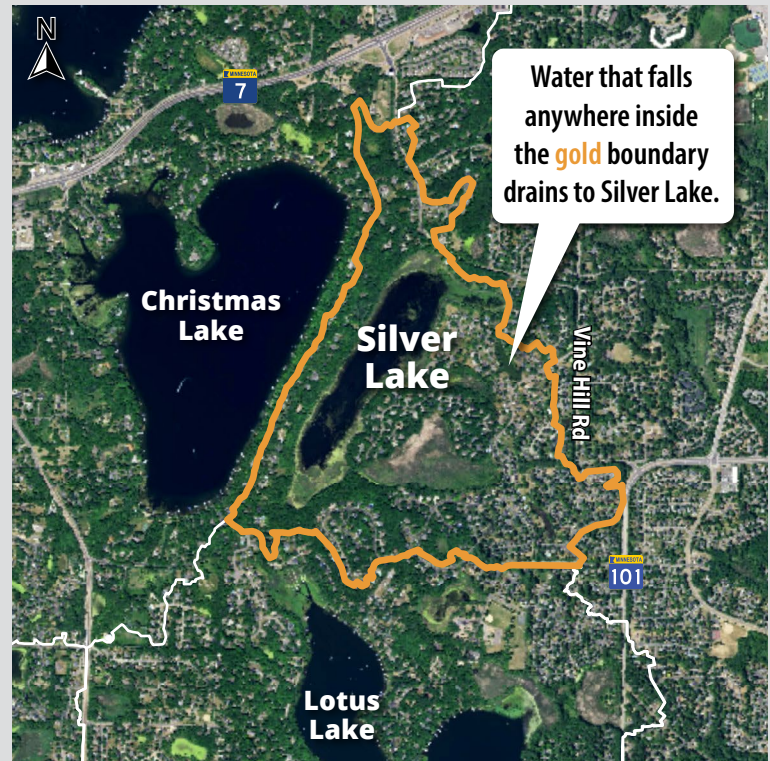 N
MINNESOTA
7
Water that falls
anywhere inside
the gold boundary
drains to Silver Lake.
Christmas
Lake
Silver
Lake
Vine Hill Rd
MINNESOTA
101
Lotus
Lake